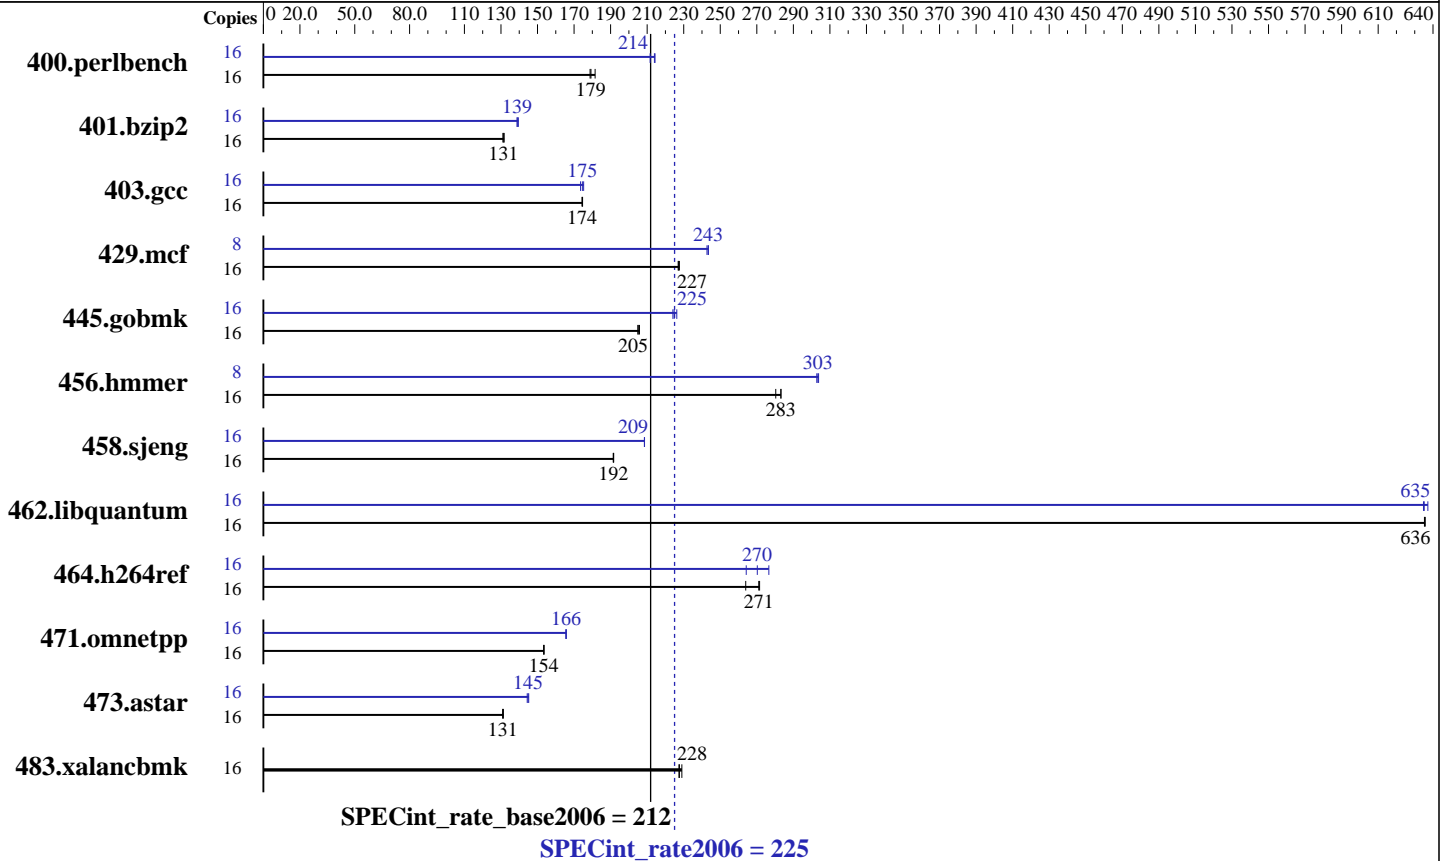 Copies 0 20.0 50.0 80.0 110 130 150 170 190 210 230 250 270 290 310 330 350 370 390 410 430 450 470 490 510 530 550 570 590 610 640
400.perlbench 16 214
16 179
401.bzip2 16 139
16 131
403.gcc 16 175
16 174
429.mcf 8 243
16 227
445.gobmk 16 225
16 205
456.hmmer 8 303
16 283
458.sjeng 16 209
16 192
462.libquantum 16 635
16 636
464.h264ref 16 270
16 271
471.omnetpp 16 166
16 154
473.astar 16 145
16 131
483.xalancbmk 16 228
SPECint_rate_base2006 = 212
SPECint_rate2006 = 225